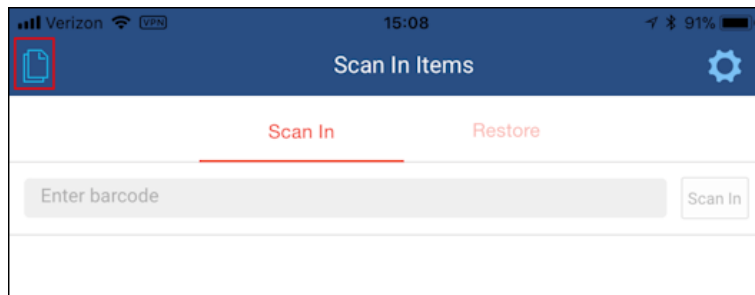 Verizon VPN 15:08 91%
Scan In Items
Scan In Restore
Enter barcode Scan In